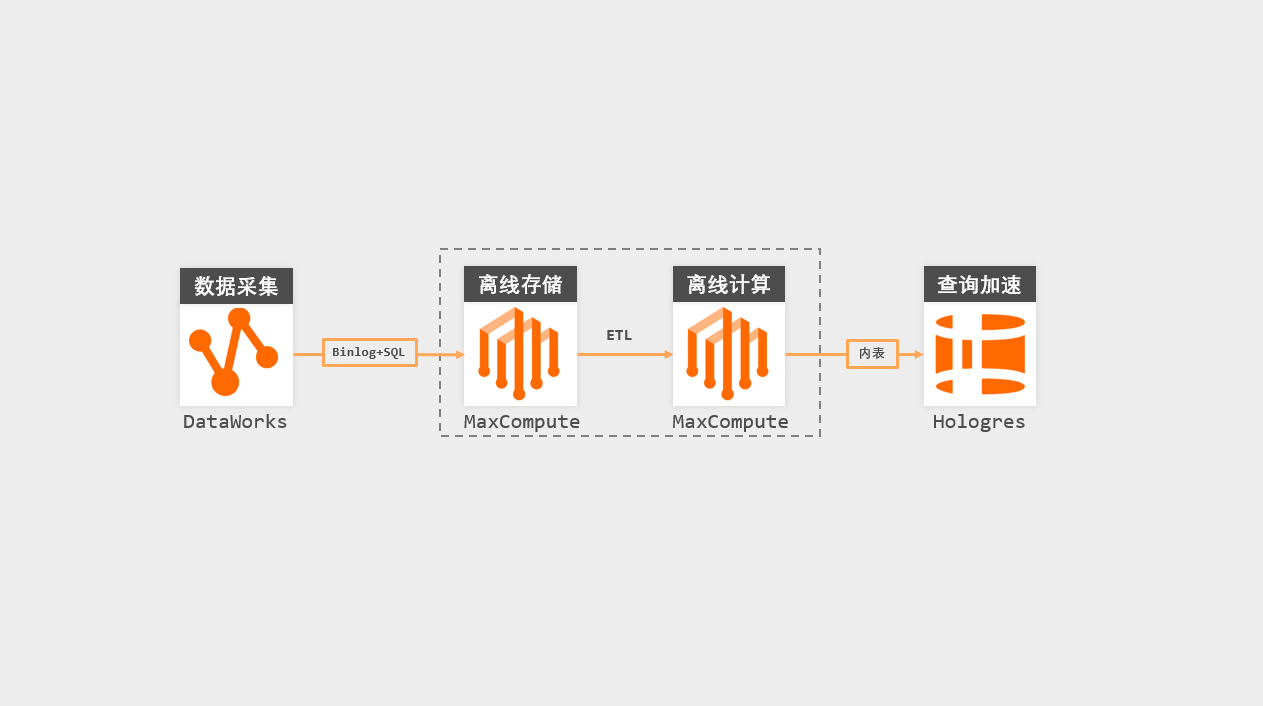 数据采集
DataWorks
Binlog+SQL
离线存储
MaxCompute
ETL
离线计算
MaxCompute
内表
查询加速
Hologres